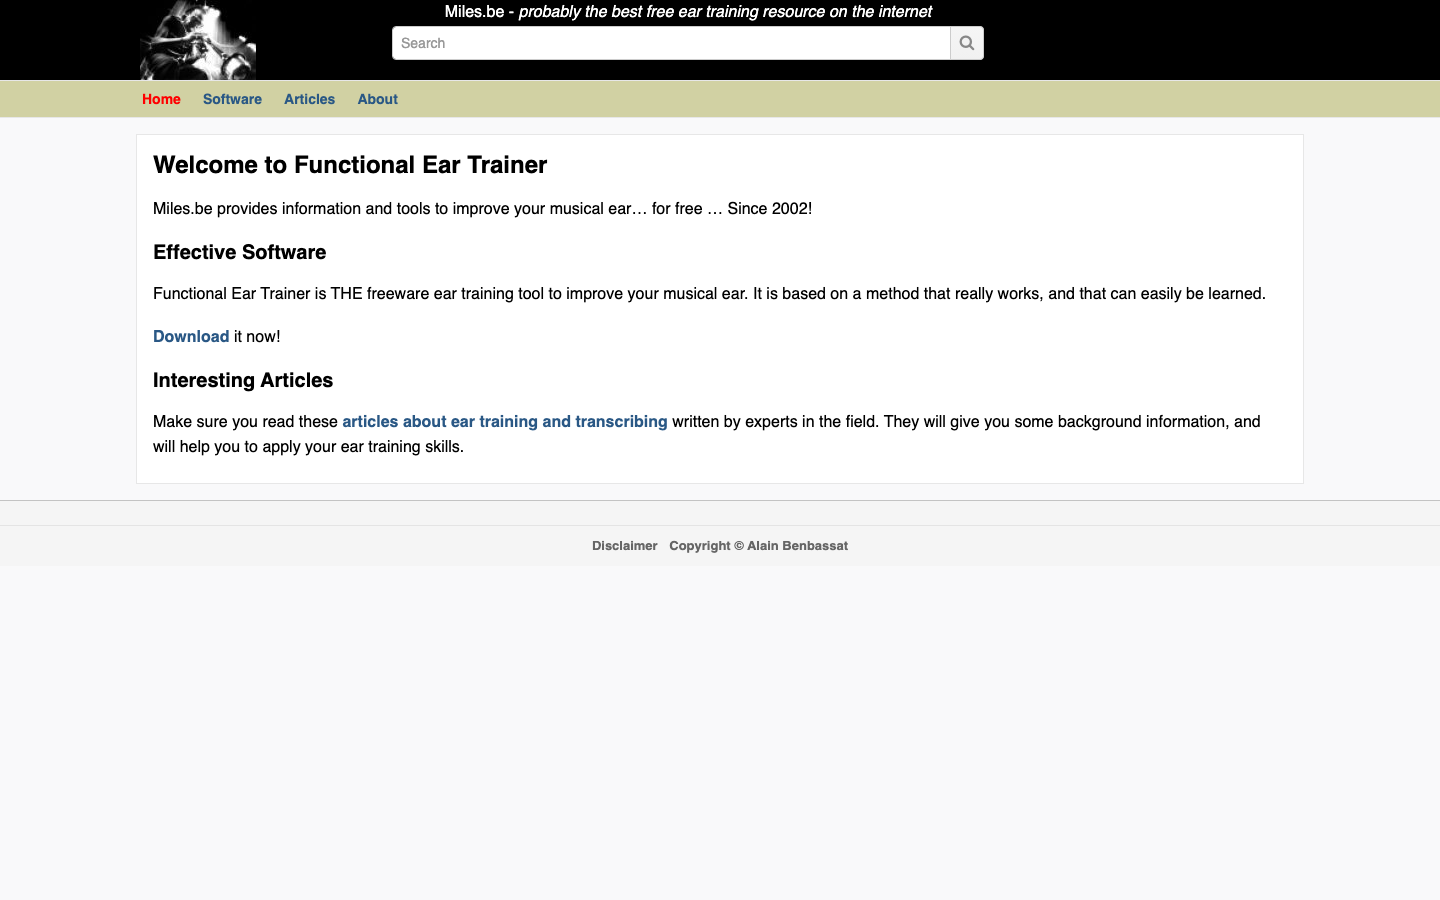 Miles.be - probably the best free ear training resource on the internet
Search
Home Software Articles About
Welcome to Functional Ear Trainer
Miles.be provides information and tools to improve your musical ear… for free … Since 2002!
Effective Software
Functional Ear Trainer is THE freeware ear training tool to improve your musical ear. It is based on a method that really works, and that can easily be learned.
Download it now!
Interesting Articles
Make sure you read these articles about ear training and transcribing written by experts in the field. They will give you some background information, and
will help you to apply your ear training skills.
Disclaimer Copyright © Alain Benbassat